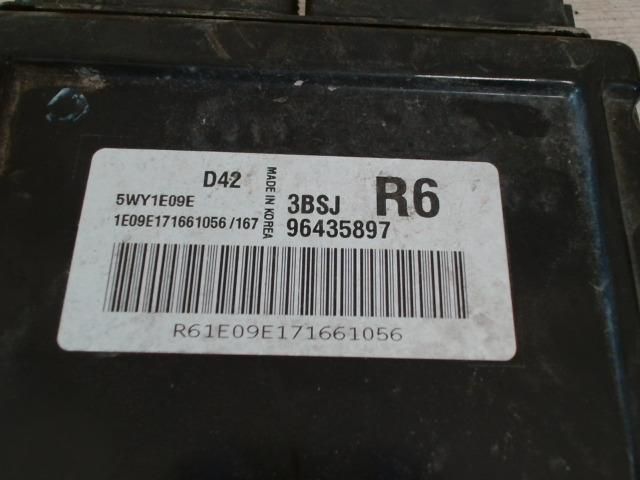 D42
MADE IN KOREA
3BSJ R6
5WY1E09E
1E09E171661056 /167
96435897
R61E09E171661056